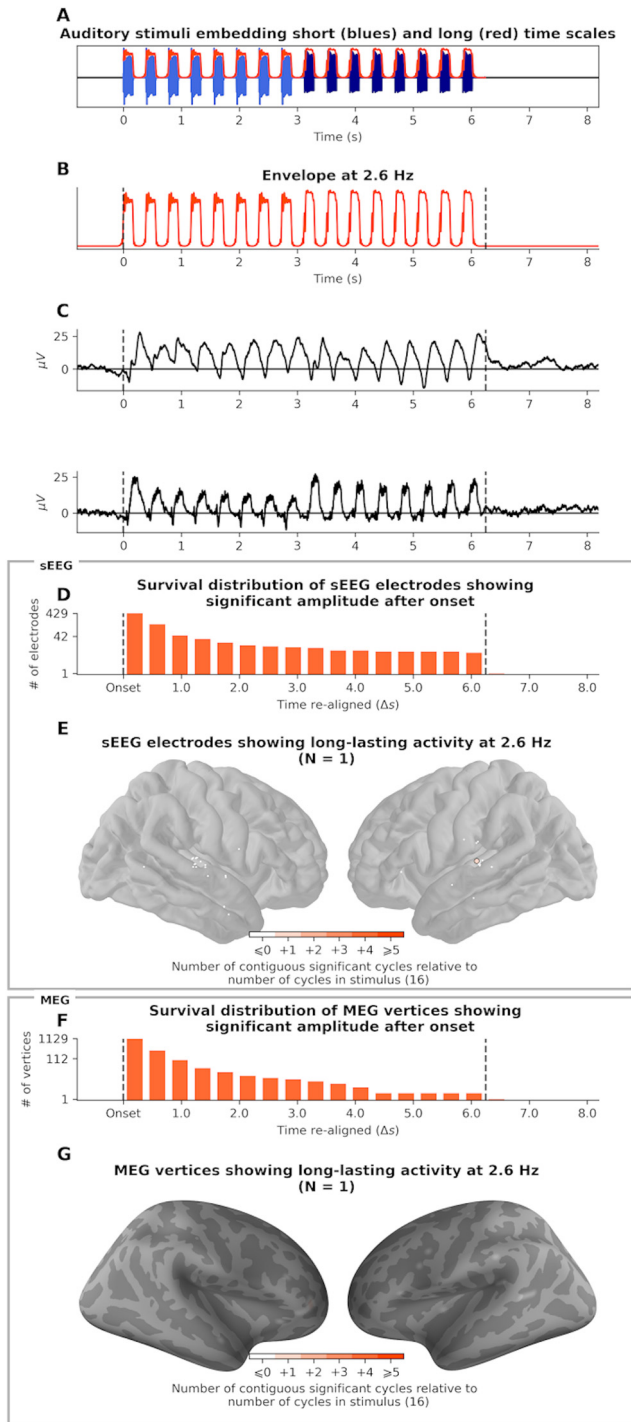 A
Auditory stimuli embedding short (blues) and long (red) time scales
0 1 2 3 4 5 6 7 8
Time (s)
B
Envelope at 2.6 Hz
0 1 2 3 4 5 6 7 8
Time (s)
C
25
0
μV
0 1 2 3 4 5 6 7 8
25
0
μV
0 1 2 3 4 5 6 7 8
sEEG
D
Survival distribution of sEEG electrodes showing
significant amplitude after onset
429
42
1
# of electrodes
Onset 1.0 2.0 3.0 4.0 5.0 6.0 7.0 8.0
Time re-aligned (Δs)
E
sEEG electrodes showing long-lasting activity at 2.6 Hz
(N = 1)
⩽0 +1 +3 +4 ⩾5
Number of contiguous significant cycles relative to
number of cycles in stimulus (16)
MEG
F
Survival distribution of MEG vertices showing
significant amplitude after onset
1129
112
1
# of vertices
Onset 1.0 2.0 3.0 4.0 5.0 6.0 7.0 8.0
Time re-aligned (Δs)
G
MEG vertices showing long-lasting activity at 2.6 Hz
(N = 1)
⩽0 +1 +3 +4 ⩾5
Number of contiguous significant cycles relative to
number of cycles in stimulus (16)